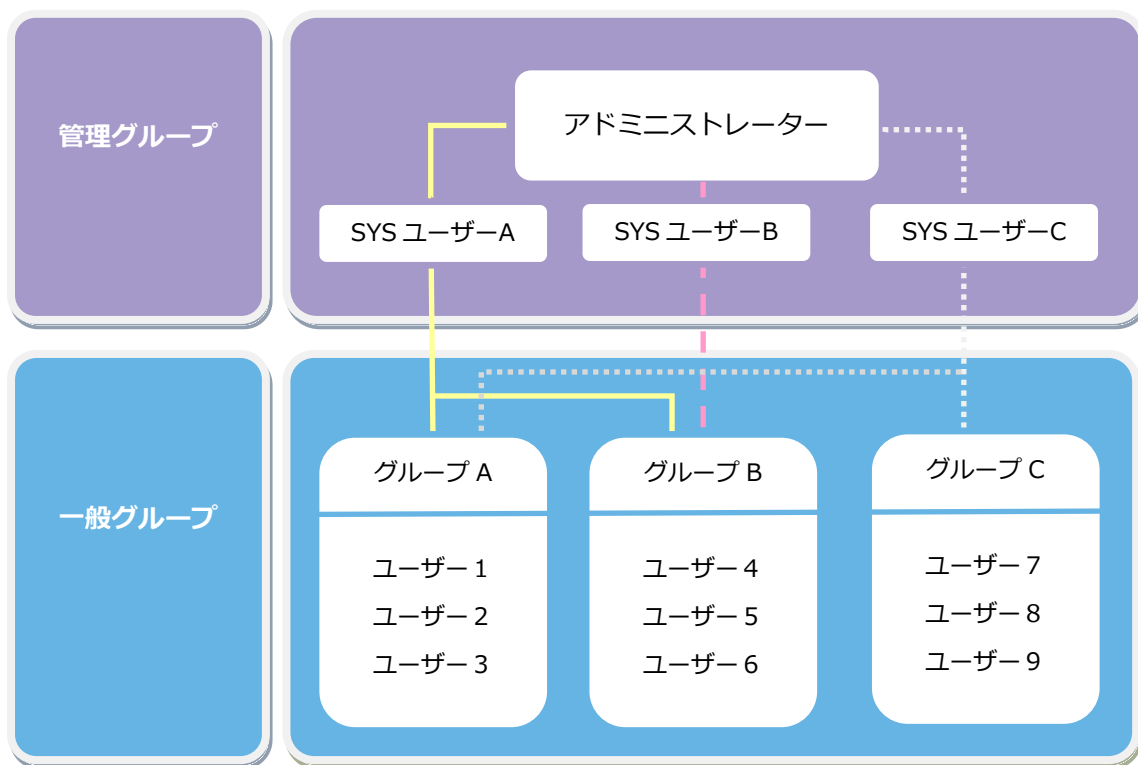 管理グループ
アドミニストレーター
SYS ユーザーA
SYS ユーザーB
SYS ユーザーC
一般グループ
グループ A
ユーザー 1
ユーザー 2
ユーザー 3
グループ B
ユーザー 4
ユーザー 5
ユーザー 6
グループ C
ユーザー 7
ユーザー 8
ユーザー 9